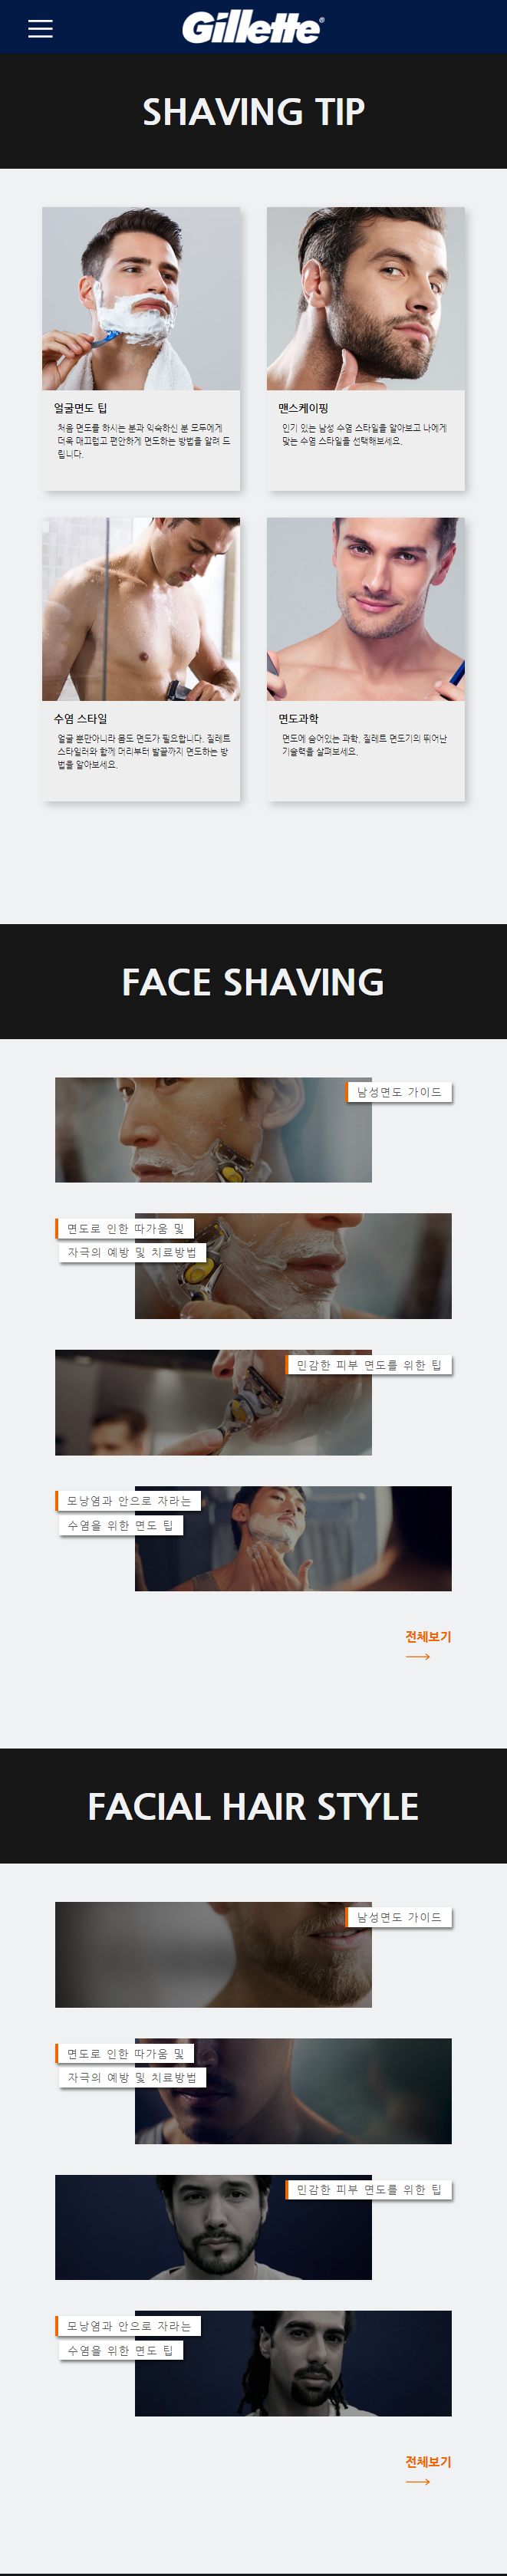 Gillette®
SHAVING TIP
얼굴면도 팁
처음 면도를 하시는 분과 익숙하신 분 모두에게
더욱 매끄럽고 편안하게 면도하는 방법을 알려 드
립니다.
맨스케이핑
인기 있는 남성 수염 스타일을 알아보고 나에게
맞는 수염 스타일을 선택해보세요.
수염 스타일
얼굴 뿐만아니라 몸도 면도가 필요합니다. 질레트
스타일러와 함께 머리부터 발끝까지 면도하는 방
법을 알아보세요.
면도과학
면도에 숨어있는 과학, 질레트 면도기의 뛰어난
기술력을 살펴보세요.
FACE SHAVING
남성면도 가이드
면도로 인한 따가움 및
자극의 예방 및 치료방법
민감한 피부 면도를 위한 팁
모낭염과 안으로 자라는
수염을 위한 면도 팁
전체보기
FACIAL HAIR STYLE
남성면도 가이드
면도로 인한 따가움 및
자극의 예방 및 치료방법
민감한 피부 면도를 위한 팁
모낭염과 안으로 자라는
수염을 위한 면도 팁
전체보기